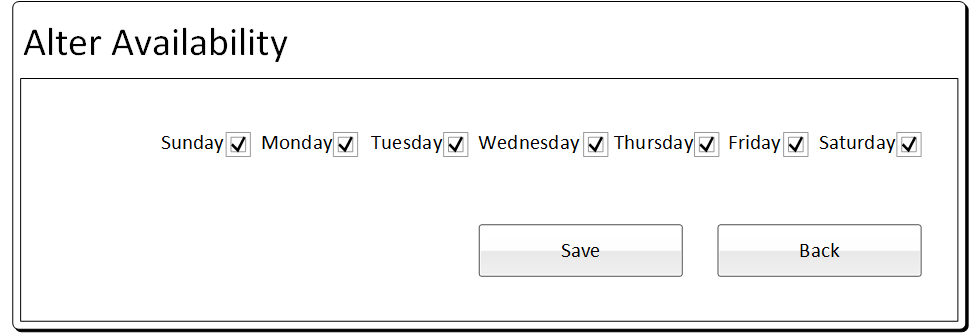 Alter Availability
Sunday Monday Tuesday Wednesday Thursday Friday Saturday
Save Back